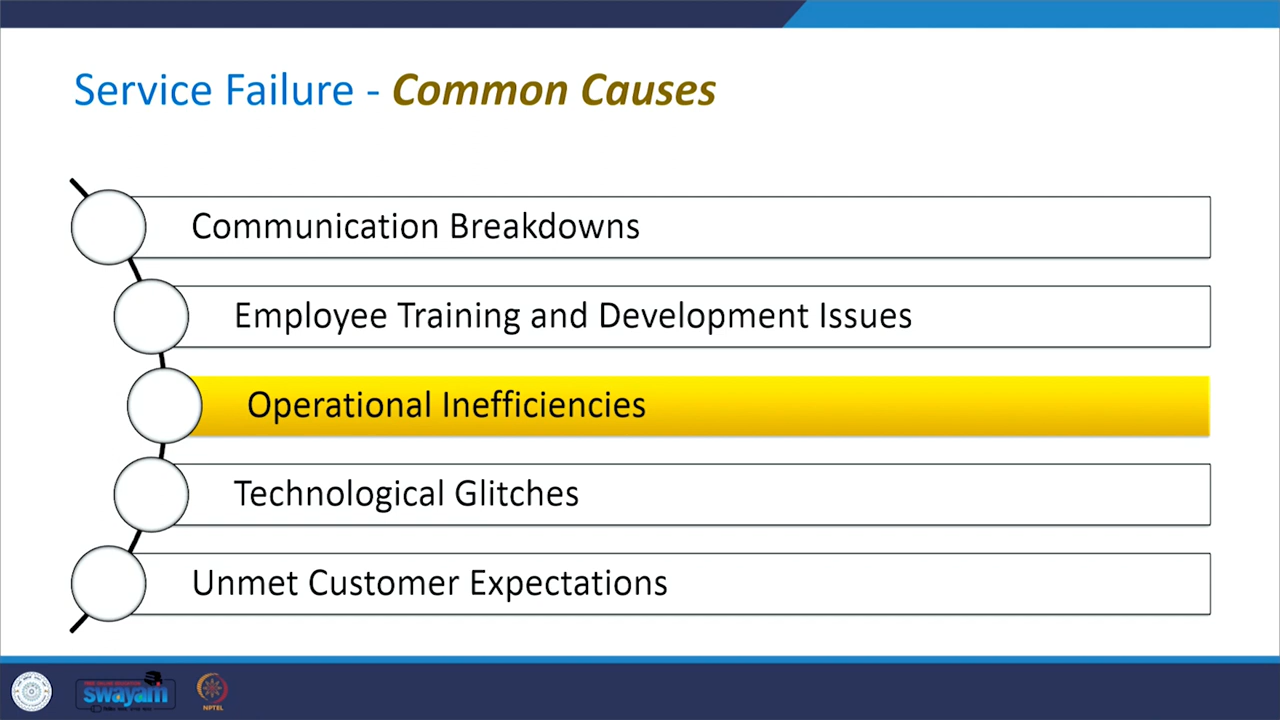 Service Failure - Common Causes
Communication Breakdowns
Employee Training and Development Issues
Operational Inefficiencies
Technological Glitches
Unmet Customer Expectations
swayam
NPTEL